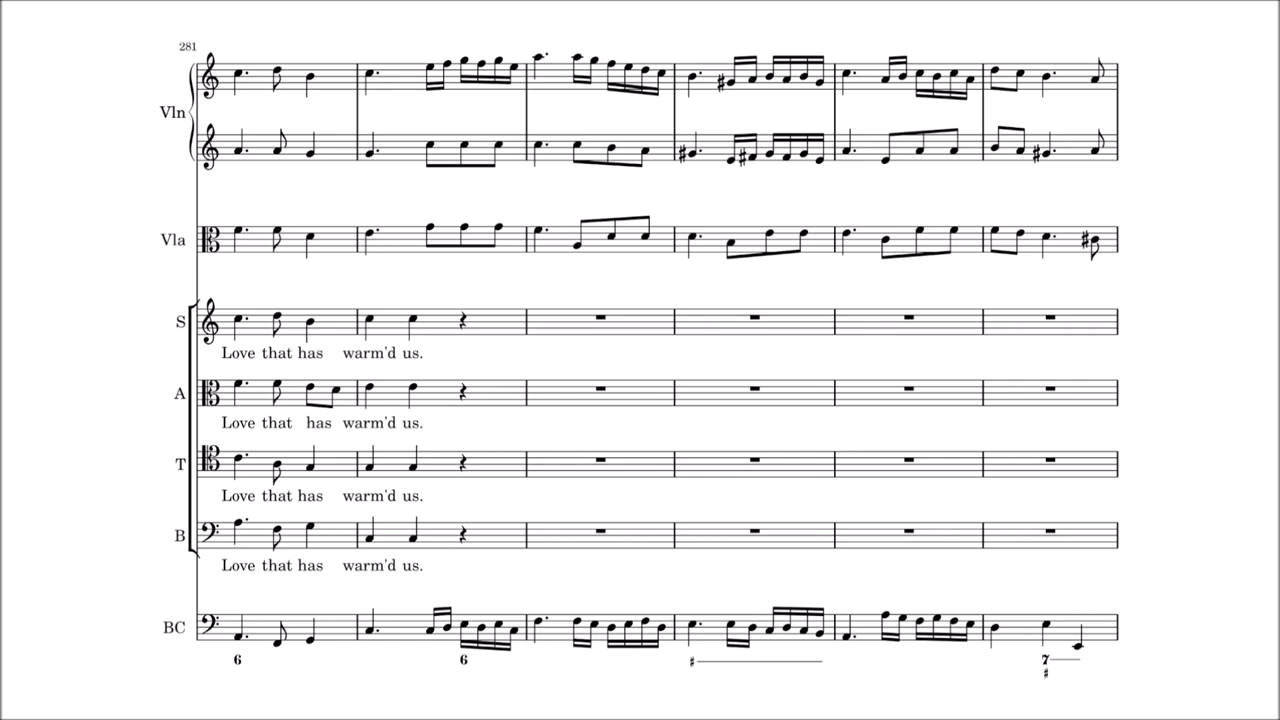 281
Vln
Vla
S
Love that has warm'd us.
A
Love that has warm'd us.
T
Love that has warm'd us.
B
Love that has warm'd us.
BC
6 6 ♯ 7
♯